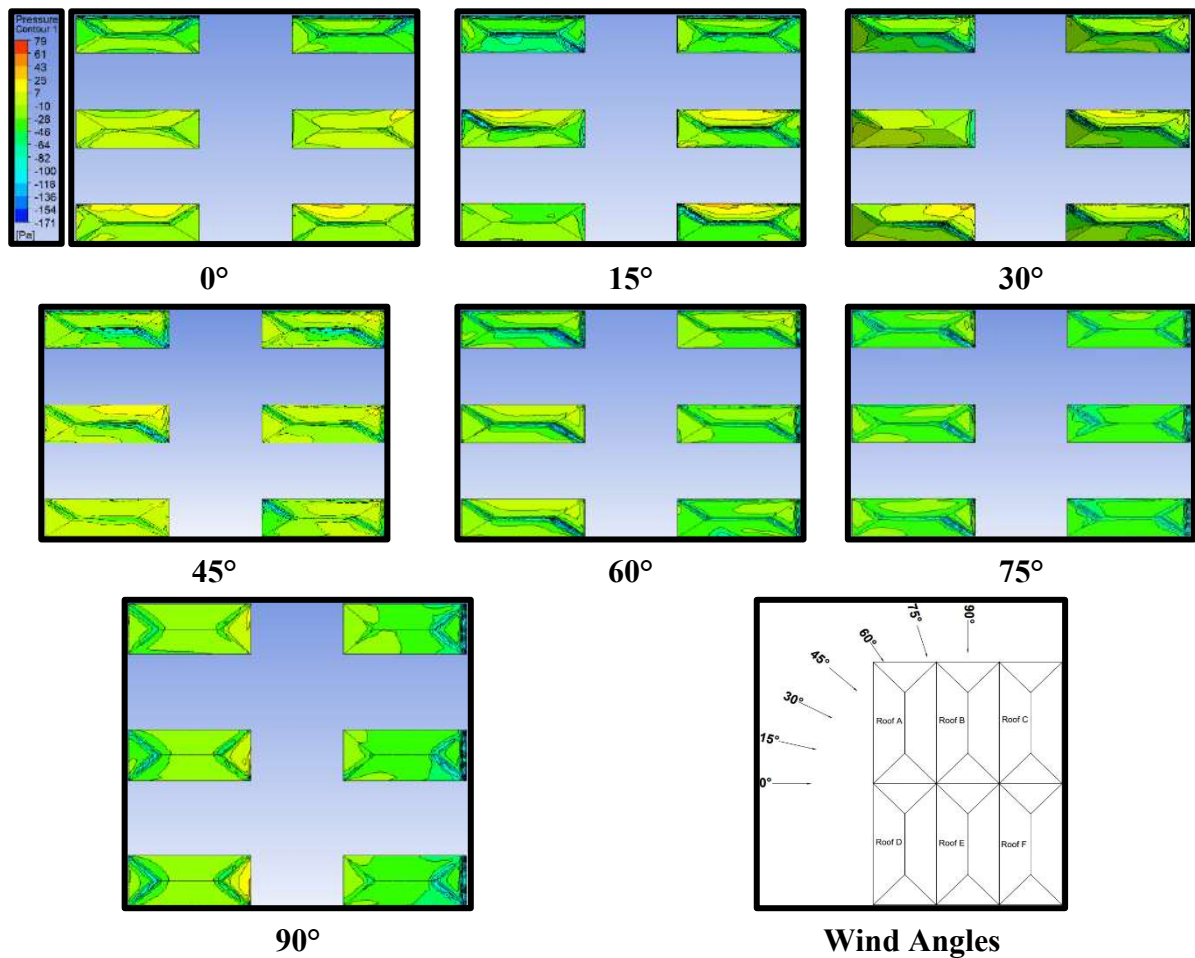 Pressure
Contour 1
79
61
43
25
7
-10
-28
-46
-64
-82
-100
-118
-136
-154
-171
[Pa]
0°
15°
30°
45°
60°
75°
90°
75°
60°
45°
30°
15°
0°
90°
Roof A
Roof B
Roof C
Roof D
Roof E
Roof F
Wind Angles